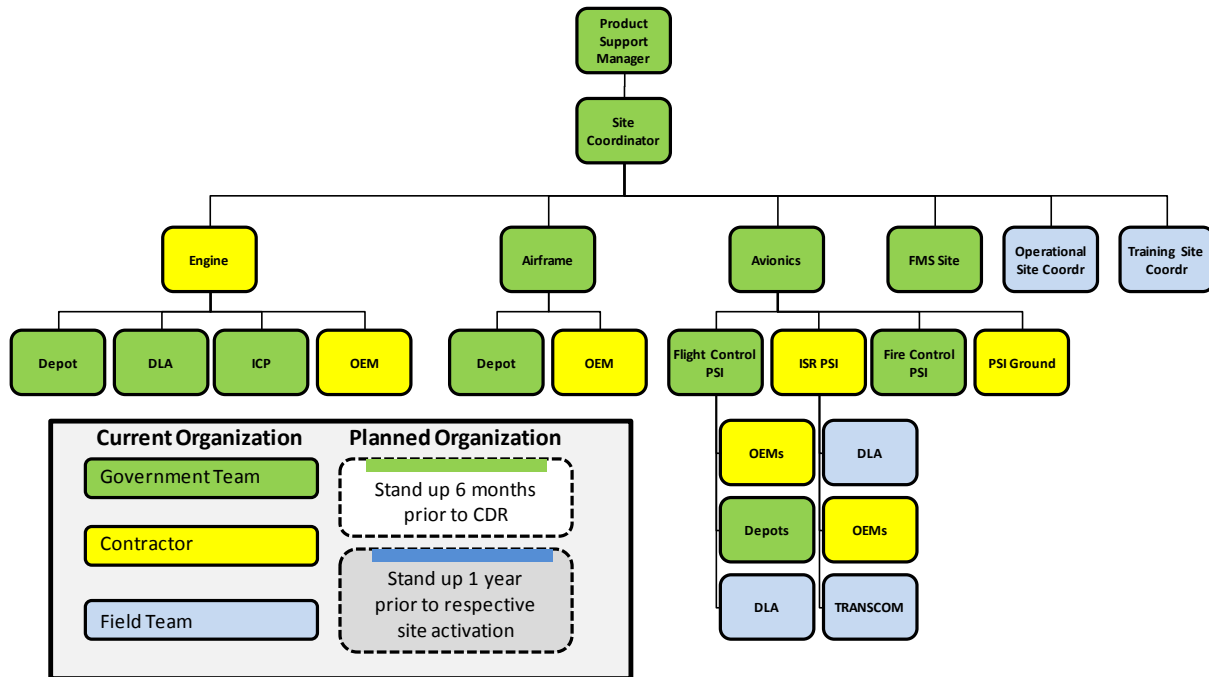 Product
Support
Manager
Site
Coordinator
Engine
Airframe
Avionics
FMS Site
Operational
Site Coordr
Training Site
Coordr
Depot
DLA
ICP
OEM
Depot
OEM
Flight Control
PSI
ISR PSI
Fire Control
PSI
PSI Ground
OEMs
DLA
Depots
OEMs
DLA
TRANSCOM
Current Organization
Government Team
Contractor
Field Team
Planned Organization
Stand up 6 months
prior to CDR
Stand up 1 year
prior to respective
site activation